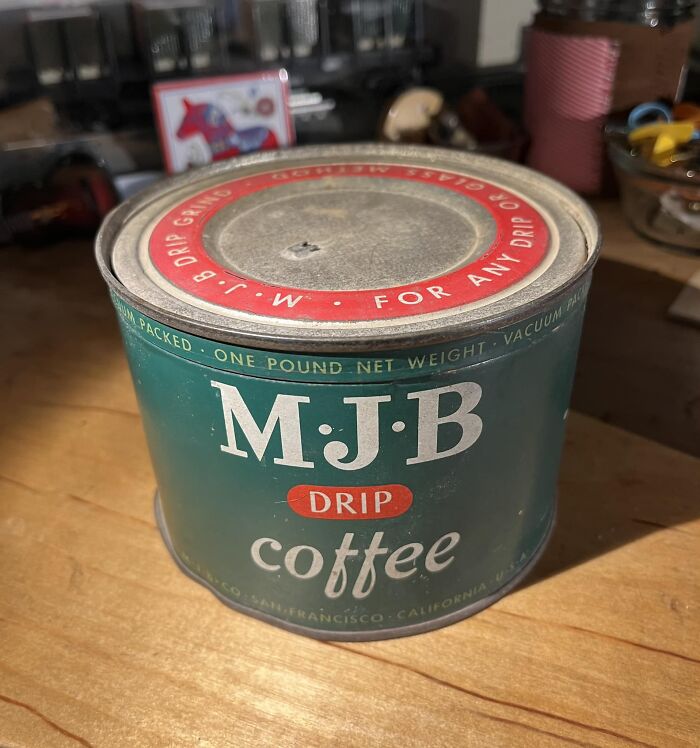 M·J·B DRIP GRIND · FOR ANY DRIP OR GLASS METHOD ·
PACKED · ONE POUND NET WEIGHT · VACUUM
M·J·B
DRIP
coffee
M·J·B·CO·SAN·FRANCISCO·CALIFORNIA·U·S·A·